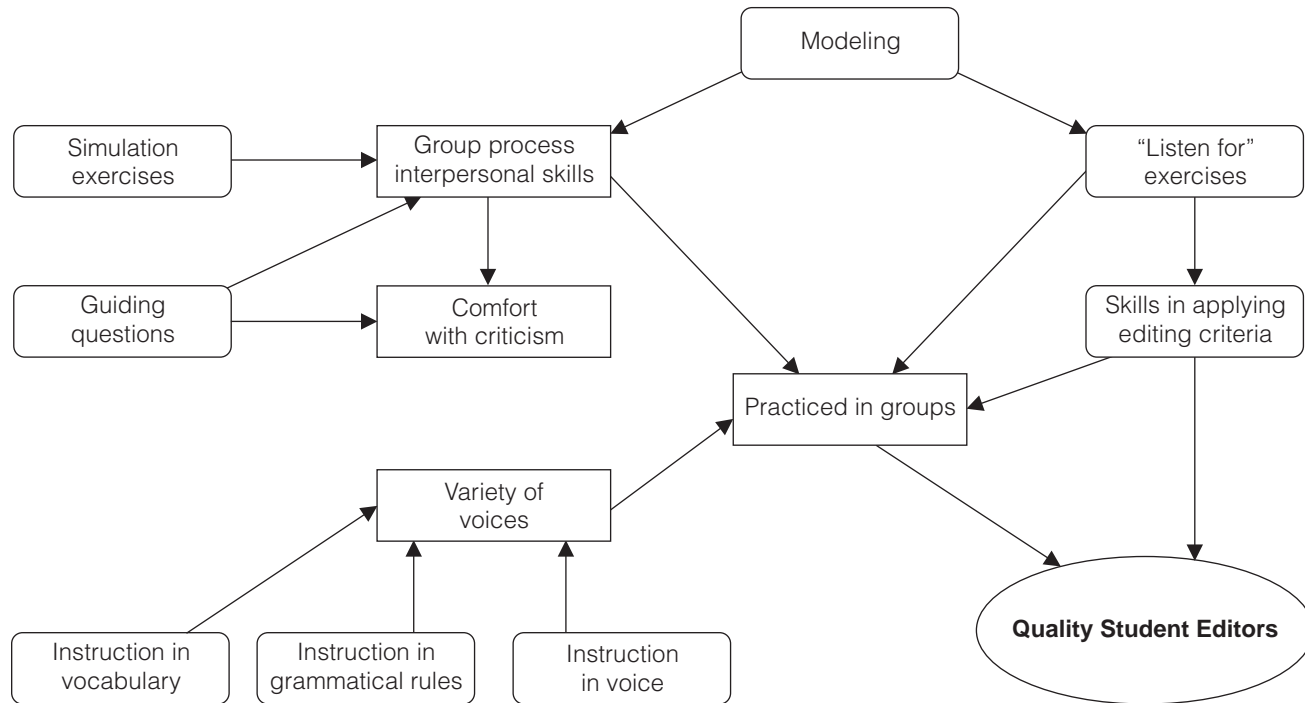 Modeling
Simulation
exercises
Group process
interpersonal skills
“Listen for”
exercises
Guiding
questions
Comfort
with criticism
Skills in applying
editing criteria
Practiced in groups
Variety of
voices
Quality Student Editors
Instruction in
vocabulary
Instruction in
grammatical rules
Instruction
in voice